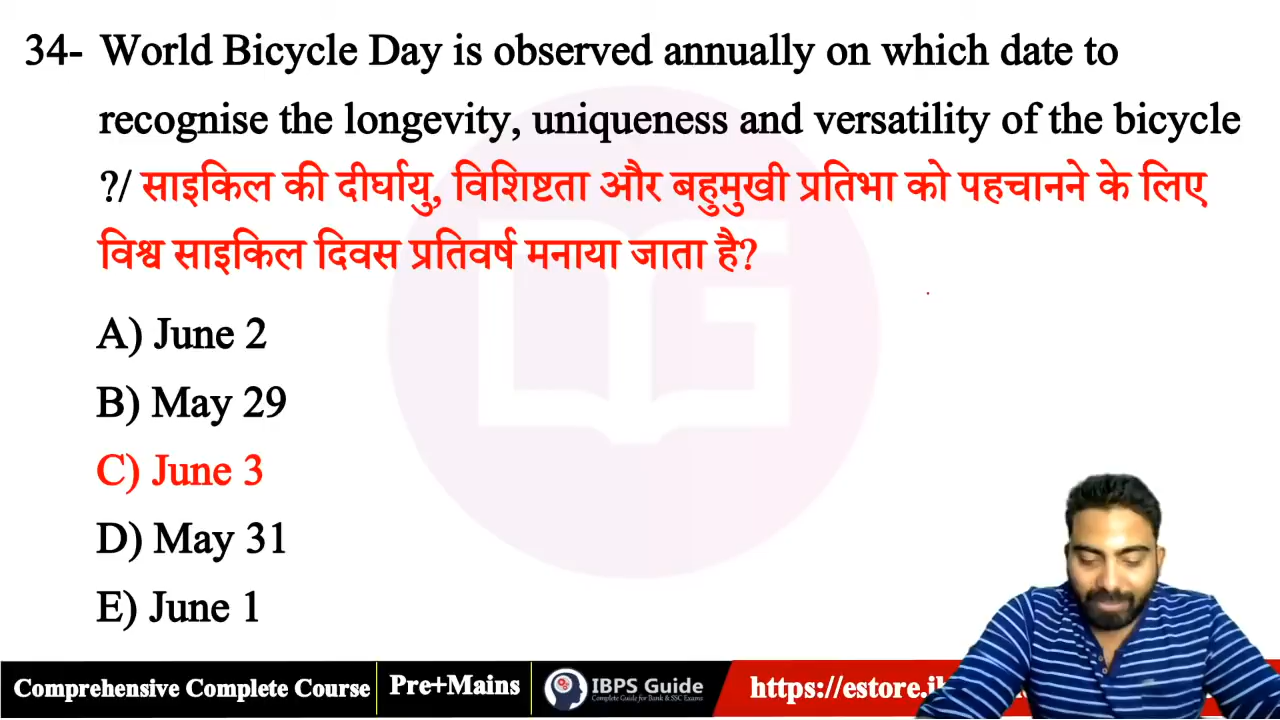 34- World Bicycle Day is observed annually on which date to
recognise the longevity, uniqueness and versatility of the bicycle
?/ साइकिल की दीर्घायु, विशिष्टता और बहुमुखी प्रतिभा को पहचानने के लिए
विश्व साइकिल दिवस प्रतिवर्ष मनाया जाता है?
A) June 2
B) May 29
C) June 3
D) May 31
E) June 1
Comprehensive Complete Course
Pre+Mains
IBPS Guide
Complete Guide for Bank & SSC Exams
https://estore.i